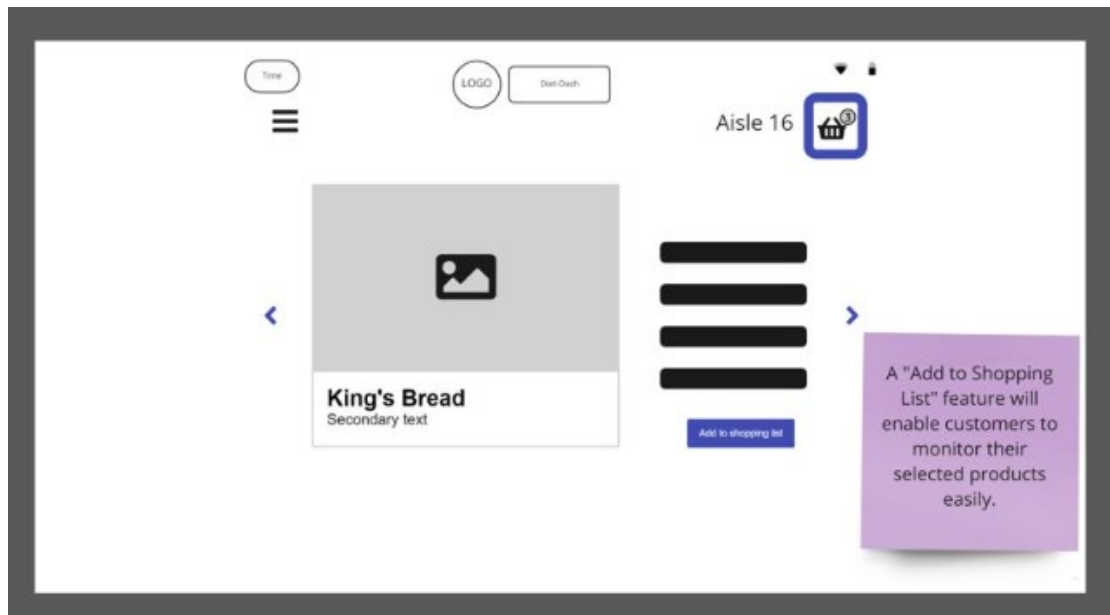 Time
LOGO
Diet-Dash
Aisle 16
3
King's Bread
Secondary text
Add to shopping list
A "Add to Shopping
List" feature will
enable customers to
monitor their
selected products
easily.